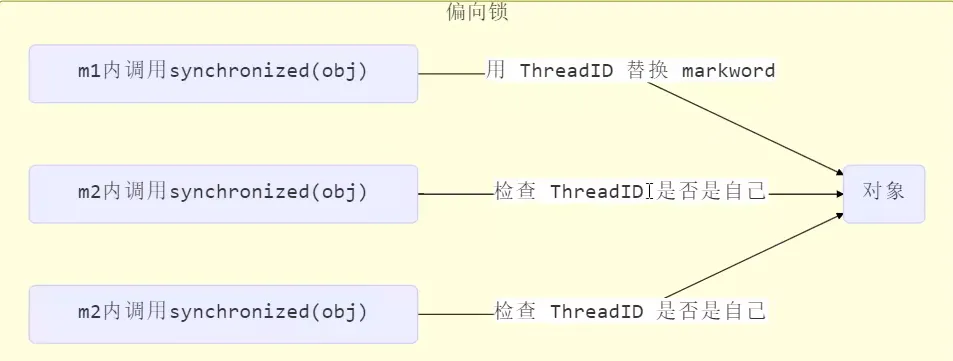 偏向锁
m1内调用synchronized(obj)
用 ThreadID 替换 markword
m2内调用synchronized(obj)
检查 ThreadID 是否是自己
对象
m2内调用synchronized(obj)
检查 ThreadID 是否是自己